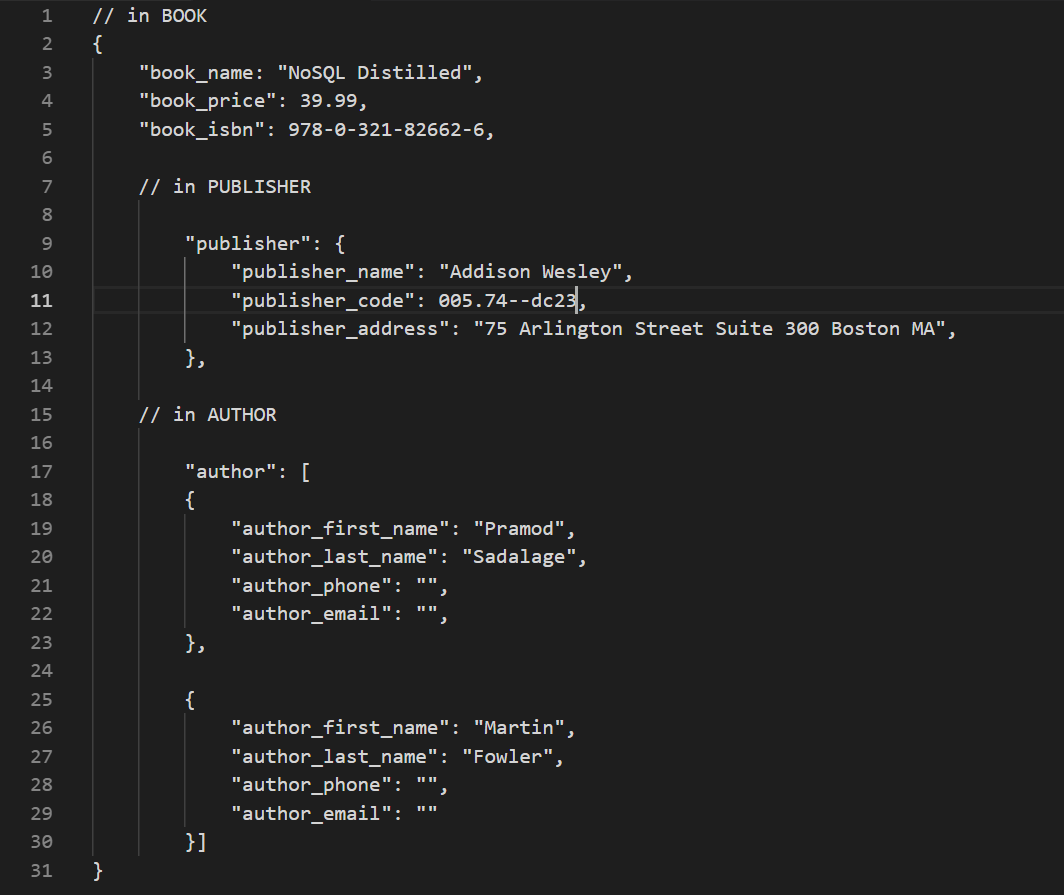 1 // in BOOK
2 {
3 "book_name: "NoSQL Distilled",
4 "book_price": 39.99,
5 "book_isbn": 978-0-321-82662-6,
6
7 // in PUBLISHER
8
9 "publisher": {
10 "publisher_name": "Addison Wesley",
11 "publisher_code": 005.74--dc23,
12 "publisher_address": "75 Arlington Street Suite 300 Boston MA",
13 },
14
15 // in AUTHOR
16
17 "author": [
18 {
19 "author_first_name": "Pramod",
20 "author_last_name": "Sadalage",
21 "author_phone": "",
22 "author_email": "",
23 },
24
25 {
26 "author_first_name": "Martin",
27 "author_last_name": "Fowler",
28 "author_phone": "",
29 "author_email": ""
30 }]
31 }